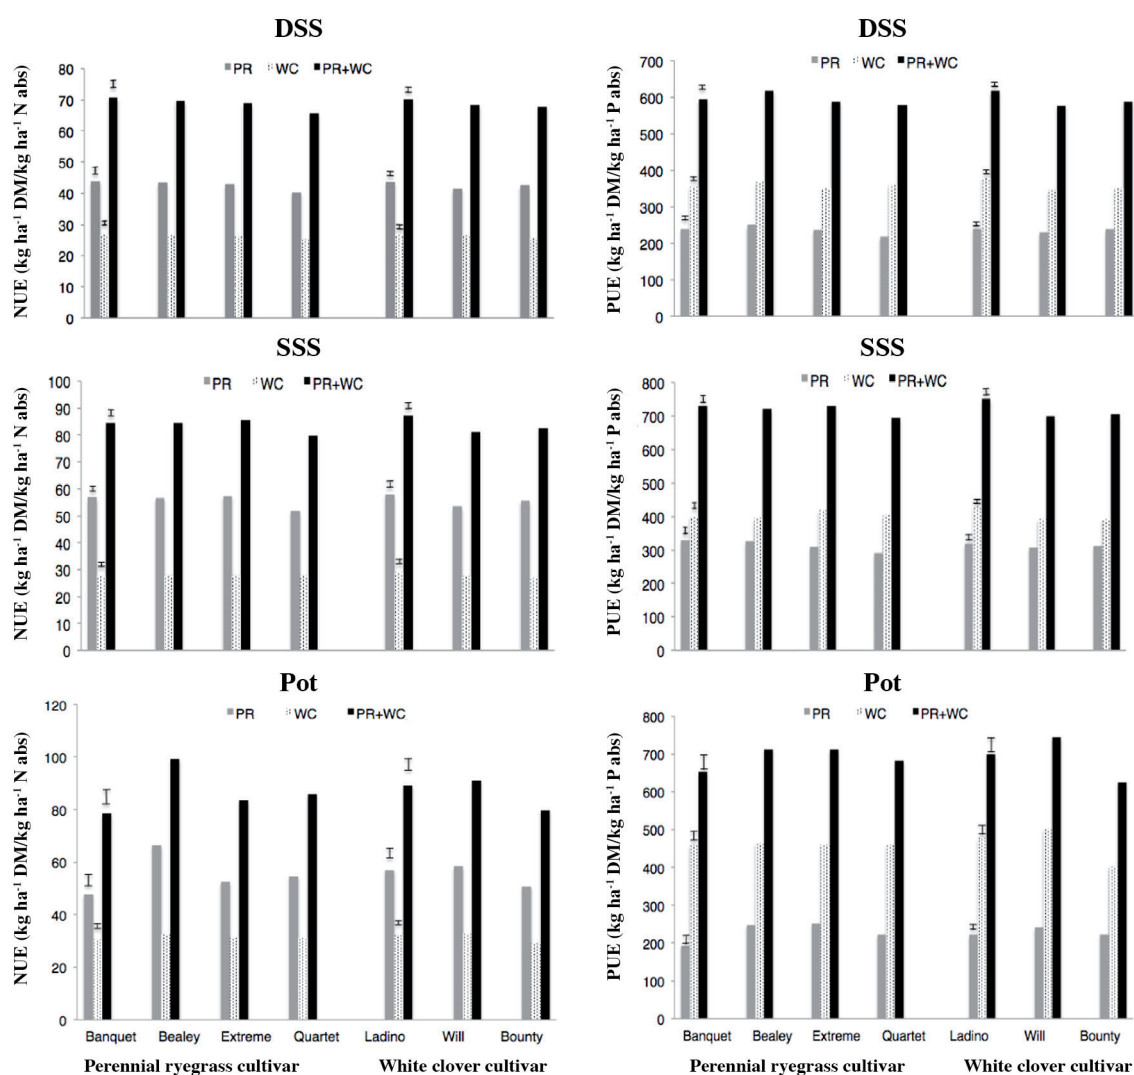 DSS
NUE (kg ha-1 DM/kg ha-1 N abs)
PR WC PR+WC
80
70
60
50
40
30
20
10
0
DSS
PUE (kg ha-1 DM/kg ha-1 P abs)
PR WC PR+WC
700
600
500
400
300
200
100
0
SSS
NUE (kg ha-1 DM/kg ha-1 N abs)
PR WC PR+WC
100
90
80
70
60
50
40
30
20
10
0
SSS
PUE (kg ha-1 DM/kg ha-1 P abs)
PR WC PR+WC
800
700
600
500
400
300
200
100
0
Pot
NUE (kg ha-1 DM/kg ha-1 N abs)
PR WC PR+WC
120
100
80
60
40
20
0
Banquet Bealey Extreme Quartet Ladino Will Bounty
Perennial ryegrass cultivar White clover cultivar
Pot
PUE (kg ha-1 DM/kg ha-1 P abs)
PR WC PR+WC
800
700
600
500
400
300
200
100
0
Banquet Bealey Extreme Quartet Ladino Will Bounty
Perennial ryegrass cultivar White clover cultivar